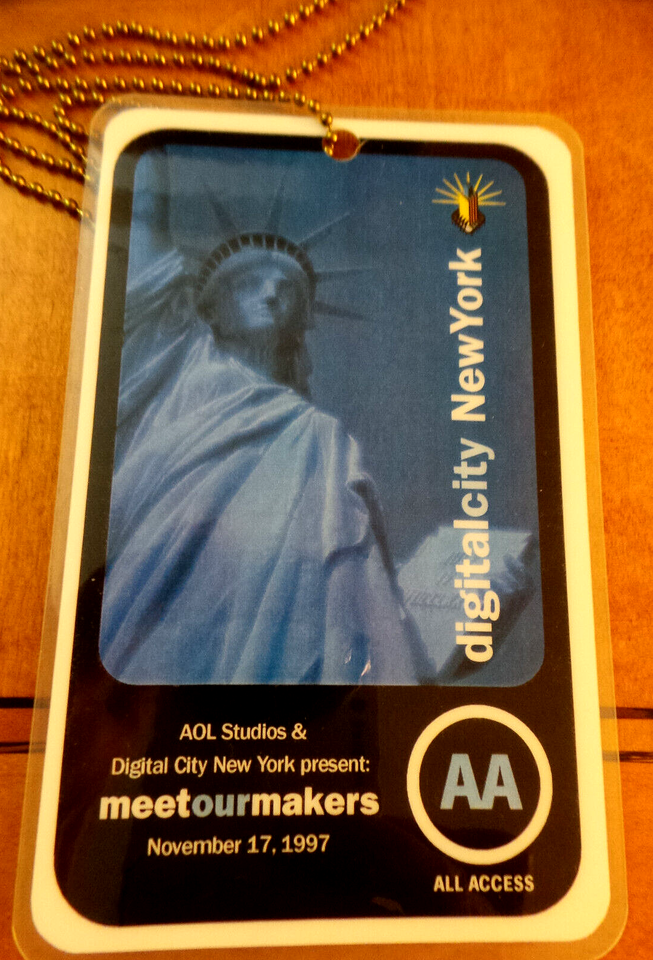 digitalcity NewYork
AOL Studios &
Digital City New York present:
meetourmakers
November 17, 1997
AA
ALL ACCESS